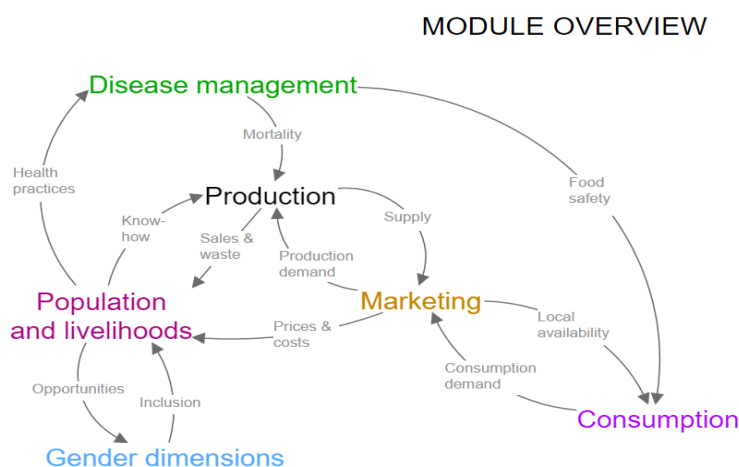 MODULE OVERVIEW
Disease management
Mortality
Health
practices
Food
safety
Production
Know-
how
Supply
Sales &
waste
Production
demand
Population
and livelihoods
Marketing
Prices &
costs
Local
availability
Consumption
demand
Opportunities
Inclusion
Consumption
Gender dimensions